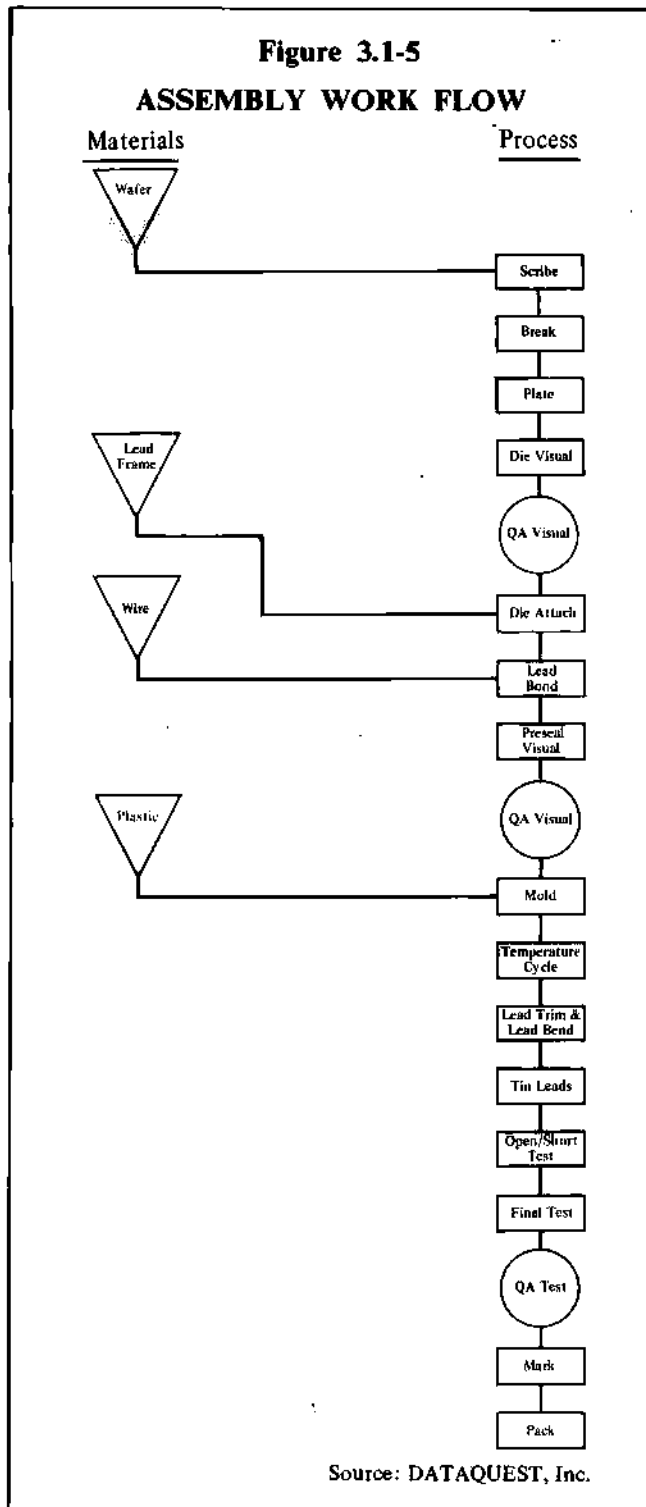 Figure 3.1-5
ASSEMBLY WORK FLOW
Materials
Process
Wafer
Scribe
Break
Plate
Lead
Frame
Die Visual
QA Visual
Wire
Die Attach
Lead
Bond
Preseal
Visual
Plastic
QA Visual
Mold
Temperature
Cycle
Lead Trim &
Lead Bend
Tin Leads
Open/Short
Test
Final Test
QA Test
Mark
Pack
Source: DATAQUEST, Inc.